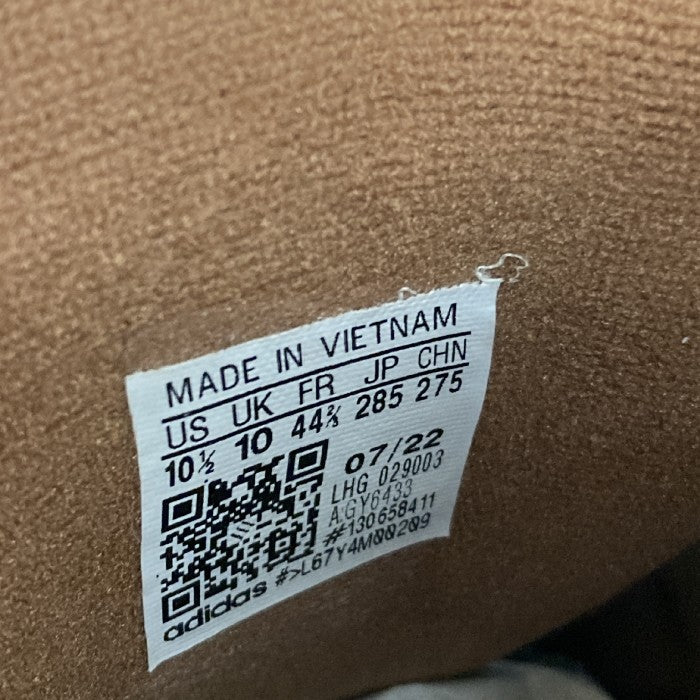 MADE IN VIETNAM
US UK FR JP CHN
10½ 10 44⅔ 285 275
07/22
LHG 029003
AGY6433
#130658411
#>L67Y4M00209
adidas